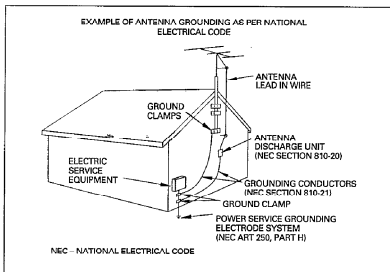 EXAMPLE OF ANTENNA GROUNDING AS PER NATIONAL
ELECTRICAL CODE
ANTENNA
LEAD IN WIRE
GROUND
CLAMPS
ANTENNA
DISCHARGE UNIT
(NEC SECTION 810-20)
ELECTRIC
SERVICE
EQUIPMENT
GROUNDING CONDUCTORS
(NEC SECTION 810-21)
GROUND CLAMP
POWER SERVICE GROUNDING
ELECTRODE SYSTEM
(NEC ART 250, PART H)
NEC – NATIONAL ELECTRICAL CODE